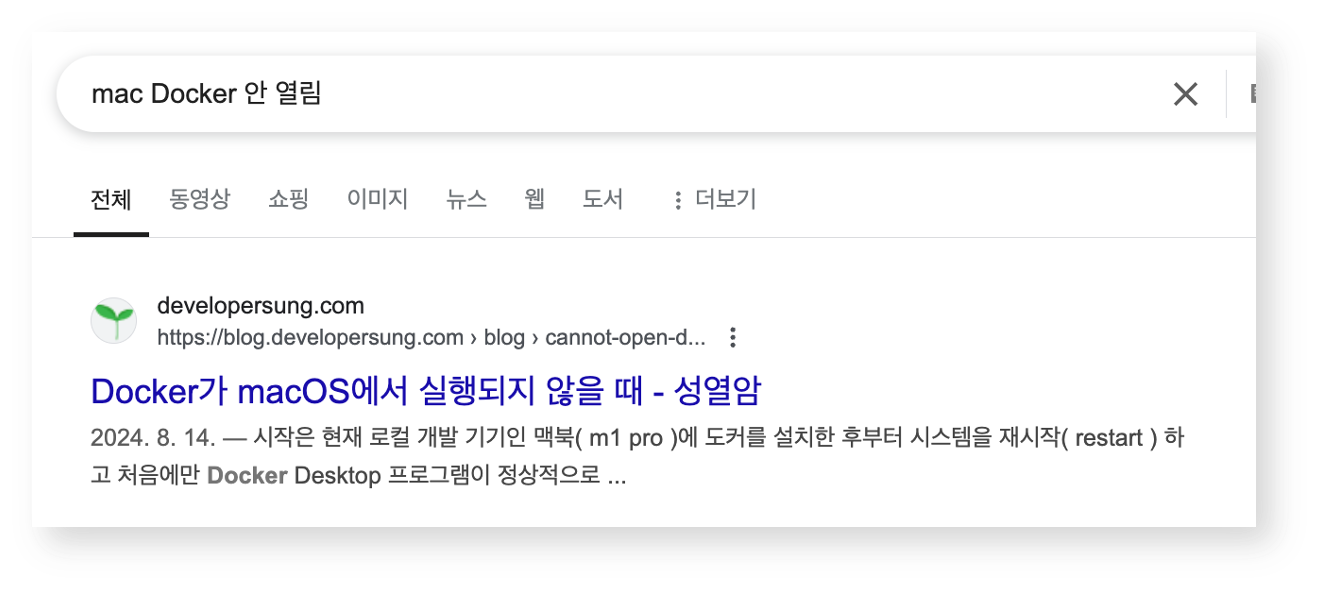 mac Docker 안 열림
전체 동영상 쇼핑 이미지 뉴스 웹 도서 더보기
developersung.com
https://blog.developersung.com › blog › cannot-open-d...
Docker가 macOS에서 실행되지 않을 때 - 성열암
2024. 8. 14. — 시작은 현재 로컬 개발 기기인 맥북( m1 pro )에 도커를 설치한 후부터 시스템을 재시작( restart ) 하
고 처음에만 Docker Desktop 프로그램이 정상적으로 ...